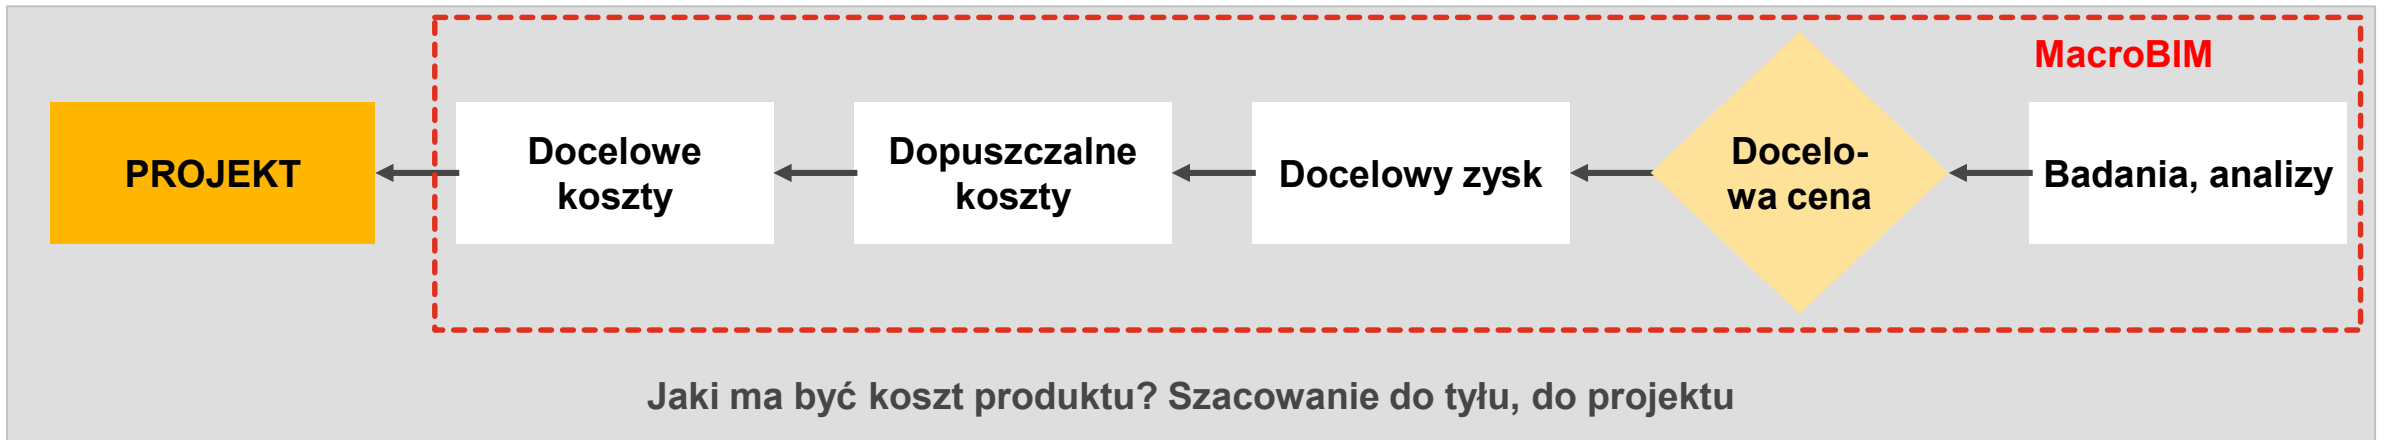 MacroBIM
PROJEKT
Docelowe
koszty
Dopuszczalne
koszty
Docelowy zysk
Docelo-
wa cena
Badania, analizy
Jaki ma być koszt produktu? Szacowanie do tyłu, do projektu